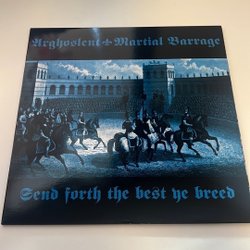 Arghoslent + Martial Barrage
Send forth the best ye breed